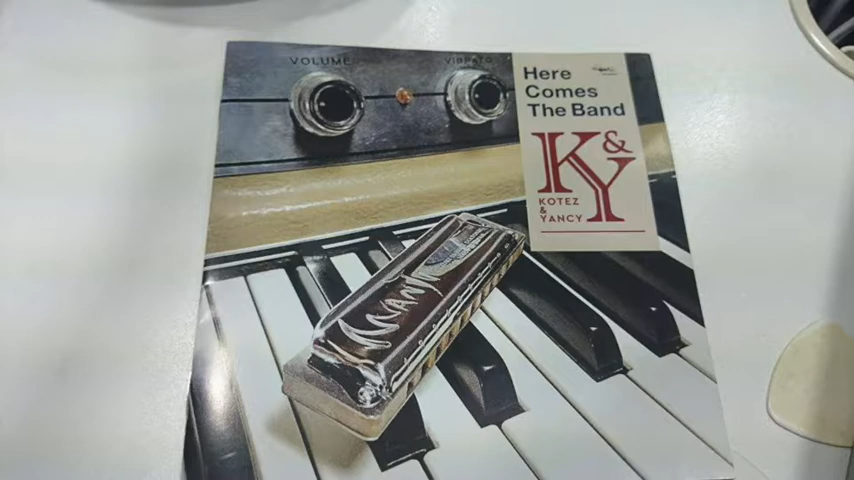 VOLUME
VIBRATO
Here
Comes
The Band
K&Y
KOTEZ
&
YANCY